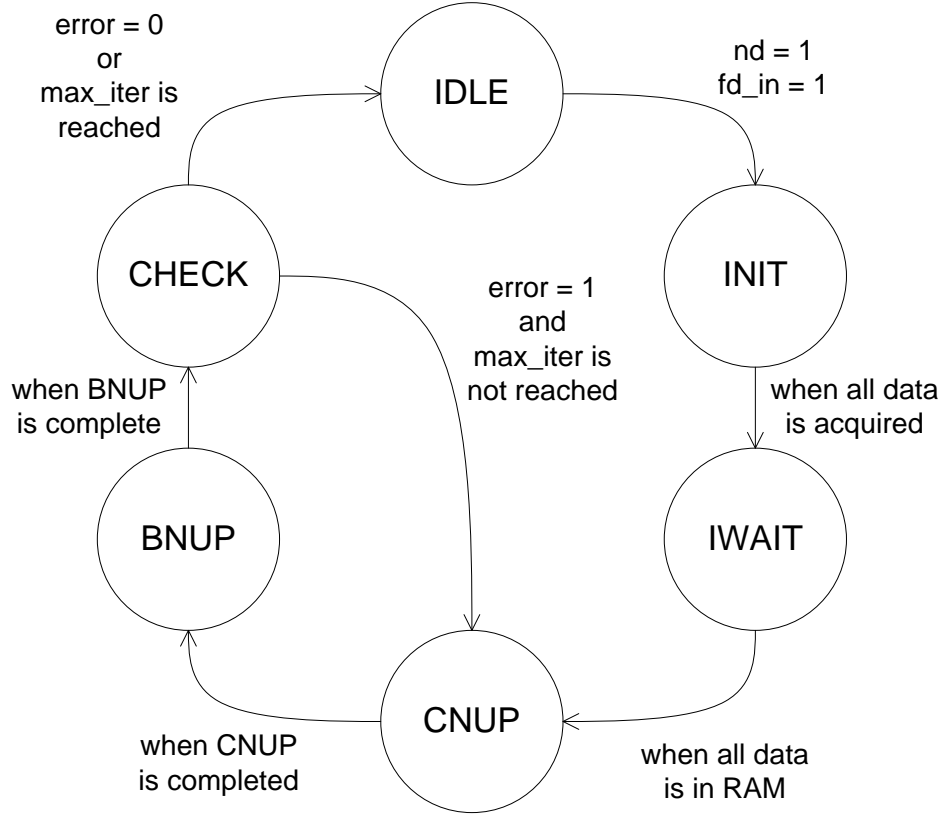 error = 0
or
max_iter is
reached
IDLE
nd = 1
fd_in = 1
CHECK
INIT
error = 1
and
max_iter is
not reached
when BNUP
is complete
when all data
is acquired
BNUP
IWAIT
CNUP
when CNUP
is completed
when all data
is in RAM